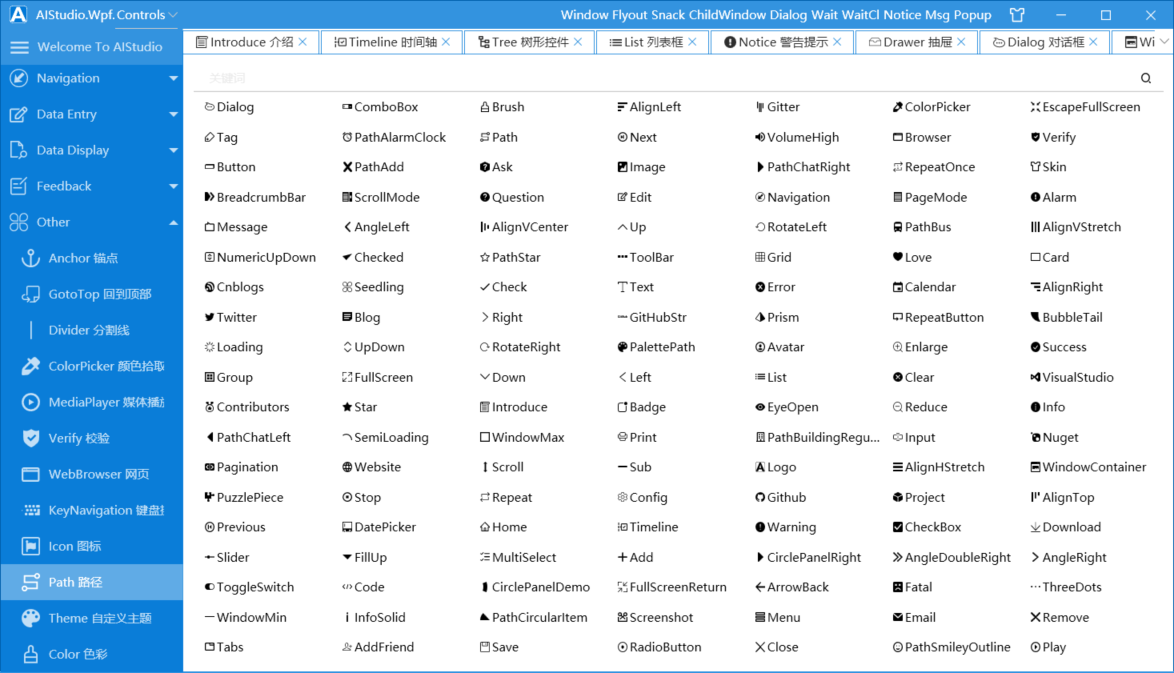 AIStudio.Wpf.Controls
Window Flyout Snack ChildWindow Dialog Wait WaitCl Notice Msg Popup
Welcome To AIStudio
Navigation
Data Entry
Data Display
Feedback
Other
Anchor 锚点
GotoTop 回到顶部
Divider 分割线
ColorPicker 颜色拾取
MediaPlayer 媒体播放
Verify 校验
WebBrowser 网页
KeyNavigation 键盘
Icon 图标
Path 路径
Theme 自定义主题
Color 色彩
Introduce 介绍
Timeline 时间轴
Tree 树形控件
List 列表框
Notice 警告提示
Drawer 抽屉
Dialog 对话框
Wi
关键词
Dialog ComboBox Brush AlignLeft Gitter ColorPicker EscapeFullScreen
Tag PathAlarmClock Path Next VolumeHigh Browser Verify
Button PathAdd Ask Image PathChatRight RepeatOnce Skin
BreadcrumbBar ScrollMode Question Edit Navigation PageMode Alarm
Message AngleLeft AlignVCenter Up RotateLeft PathBus AlignVStretch
NumericUpDown Checked PathStar ToolBar Grid Love Card
Cnblogs Seedling Check Text Error Calendar AlignRight
Twitter Blog Right GitHubStr Prism RepeatButton BubbleTail
Loading UpDown RotateRight PalettePath Avatar Enlarge Success
Group FullScreen Down Left List Clear VisualStudio
Contributors Star Introduce Badge EyeOpen Reduce Info
PathChatLeft SemiLoading WindowMax Print PathBuildingRegu... Input Nuget
Pagination Website Scroll Sub Logo AlignHStretch WindowContainer
PuzzlePiece Stop Repeat Config Github Project AlignTop
Previous DatePicker Home Timeline Warning CheckBox Download
Slider FillUp MultiSelect Add CirclePanelRight AngleDoubleRight AngleRight
ToggleSwitch Code CirclePanelDemo FullScreenReturn ArrowBack Fatal ThreeDots
WindowMin InfoSolid PathCircularItem Screenshot Menu Email Remove
Tabs AddFriend Save RadioButton Close PathSmileyOutline Play